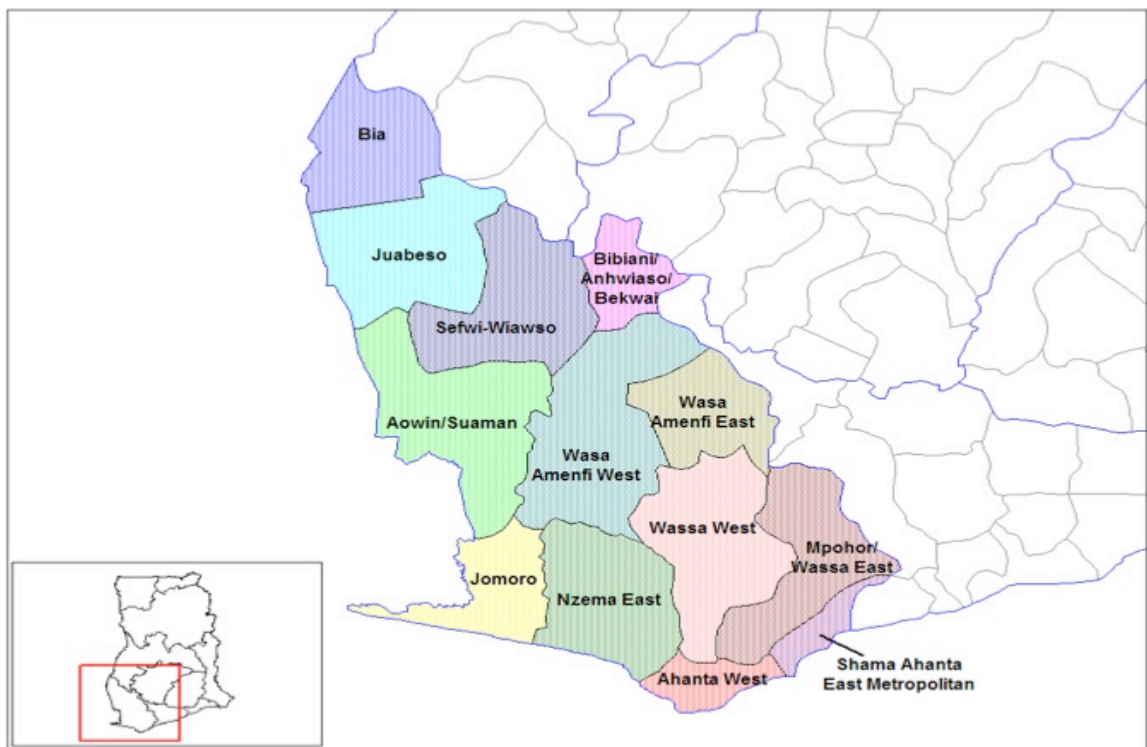 Bia
Juabeso
Bibiani/
Anhwiaso/
Bekwai
Sefwi-Wiawso
Aowin/Suaman
Wasa
Amenfi East
Wasa
Amenfi West
Wassa West
Mpohor/
Wassa East
Jomoro
Nzema East
Shama Ahanta
East Metropolitan
Ahanta West